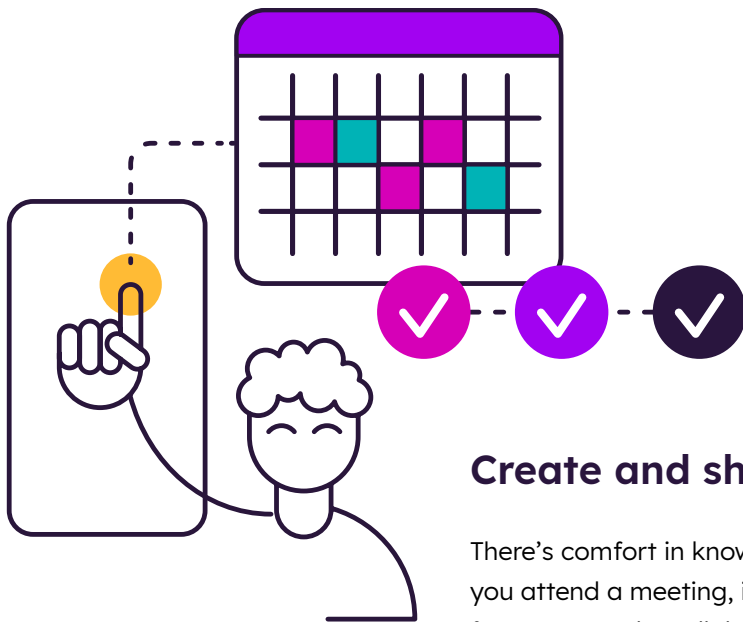 Create and sh
There’s comfort in know
you attend a meeting, i